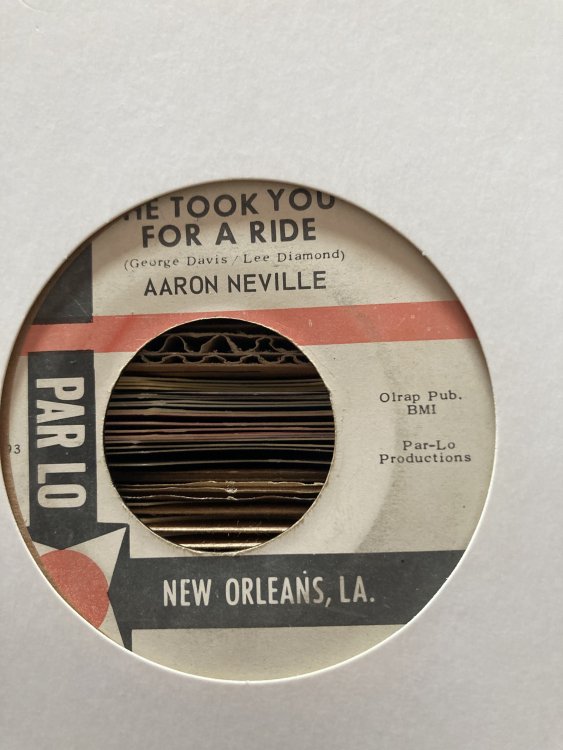 HE TOOK YOU
FOR A RIDE
(George Davis / Lee Diamond)
AARON NEVILLE
PAR LO
Olrap Pub.
BMI
93
Par-Lo
Productions
NEW ORLEANS, LA.